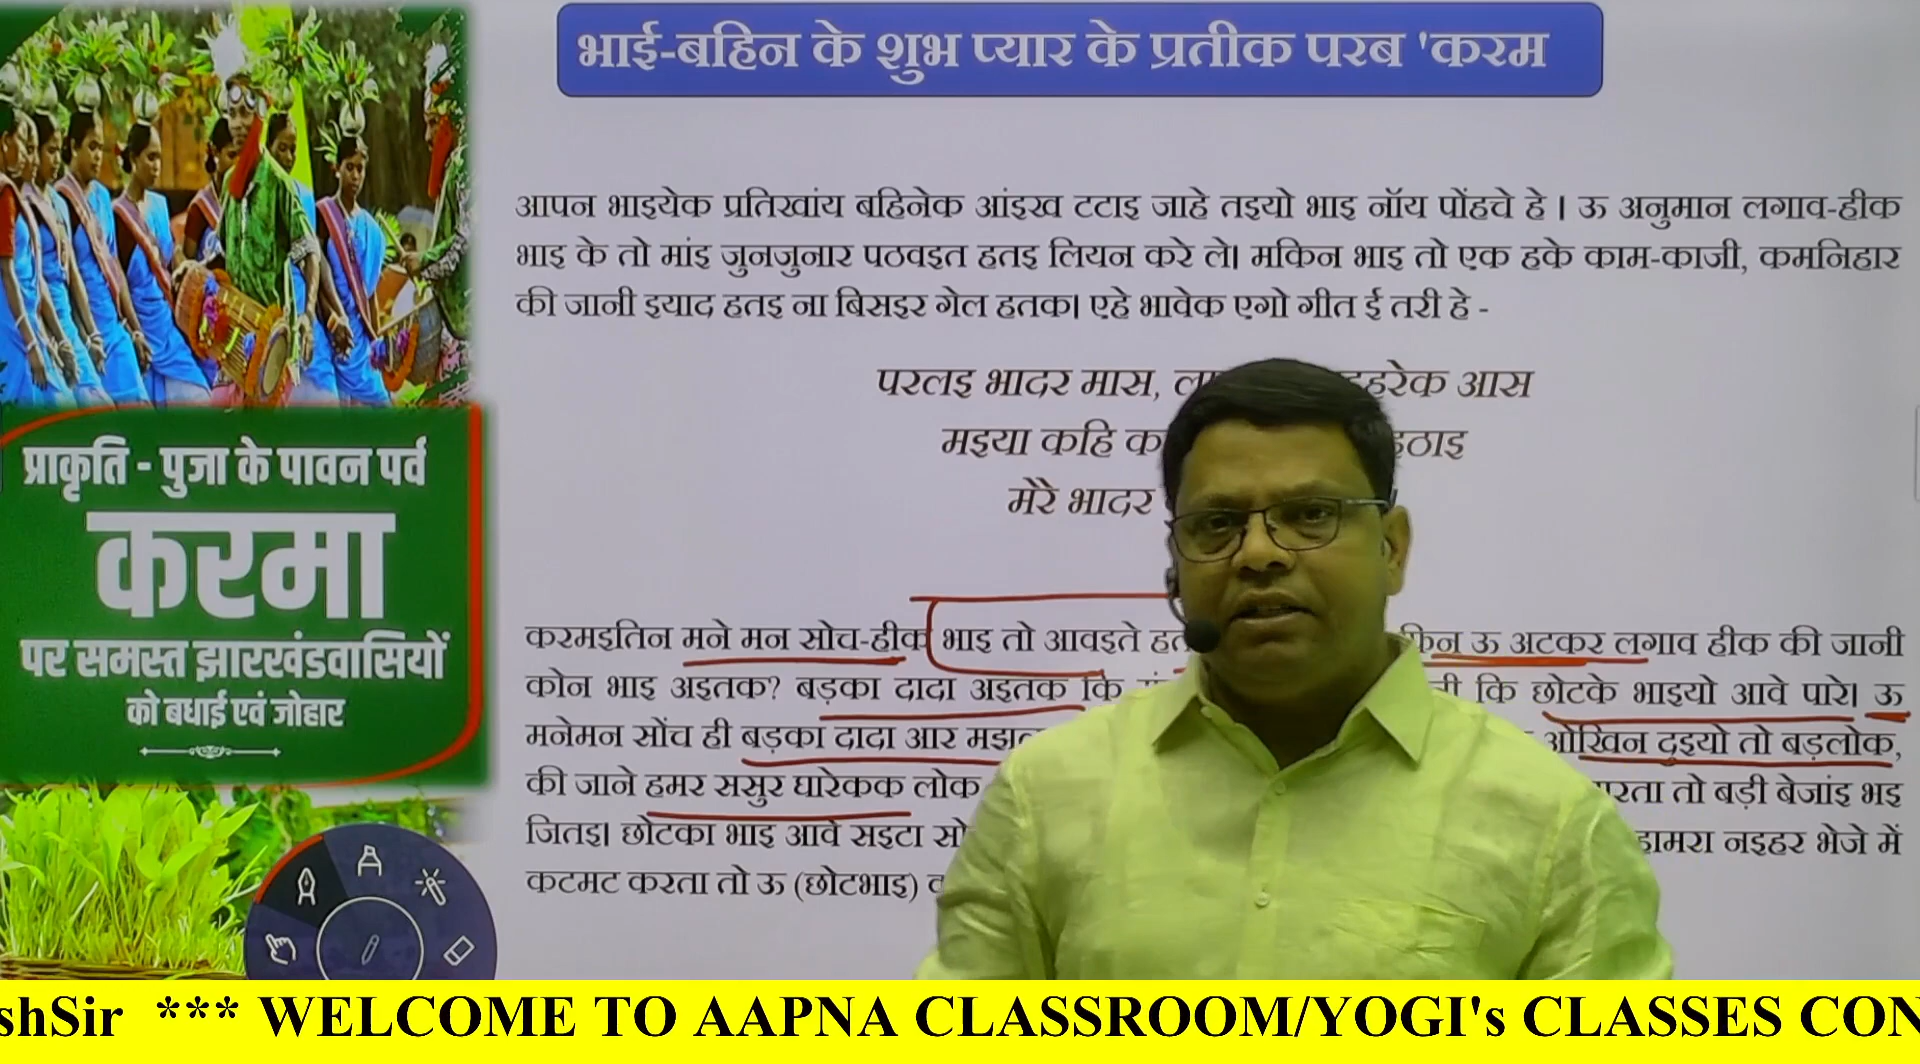 भाई-बहिन के शुभ प्यार के प्रतीक परब 'करम
आपन भाइयेक प्रतिखांय बहिनेक आंइख टटाइ जाहे तइयो भाइ नॉय पोंहचे हे । ऊ अनुमान लगाव-हीक
भाइ के तो मांइ जुनजुनार पठवइत हतइ लियन करे ले। मकिन भाइ तो एक हके काम-काजी, कमनिहार
की जानी इयाद हतइ ना बिसइर गेल हतक। एहे भावेक एगो गीत ई तरी हे -
परलइ भादर मास, आस
मइया कहि
मेरै भादर
करमइतिन मने मन सोच-हीक भाइ तो आवइते ऊ अटकर लगाव हीक की जानी
कोन भाइ अइतक? बड़का दादा अइतक कि कि छोटके भाइयो आवे पारे। ऊ
मनेमन सोंच ही बड़का दादा आर ओखिन दुइयो तो बड़लोक,
की जाने हमर ससुर घारेकक लोक तो बड़ी बेजांइ भइ
जितइ। छोटका भाइ आवे सइटा नइहर भेजे में
कटमट करता तो ऊ (छोटभाइ)
प्राकृति - पुजा के पावन पर्व
करमा
पर समस्त झारखंडवासियों
को बधाई एवं जोहार
shSir *** WELCOME TO AAPNA CLASSROOM/YOGI's CLASSES CON